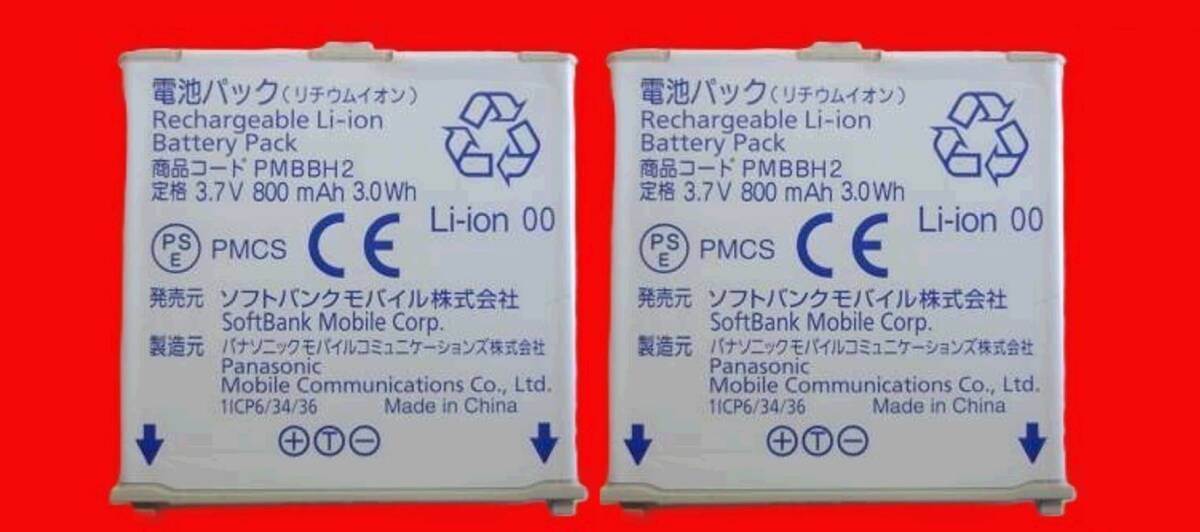 電池パック(リチウムイオン)
Rechargeable Li-ion
Battery Pack
商品コード PMBBH2
定格 3.7V 800 mAh 3.0Wh
Li-ion 00
PS
E
PMCS
CE
発売元 ソフトバンクモバイル株式会社
SoftBank Mobile Corp.
製造元 パナソニックモバイルコミュニケーションズ株式会社
Panasonic
Mobile Communications Co., Ltd.
1ICP6/34/36 Made in China
+ T −
電池パック(リチウムイオン)
Rechargeable Li-ion
Battery Pack
商品コード PMBBH2
定格 3.7V 800 mAh 3.0Wh
Li-ion 00
PS
E
PMCS
CE
発売元 ソフトバンクモバイル株式会社
SoftBank Mobile Corp.
製造元 パナソニックモバイルコミュニケーションズ株式会社
Panasonic
Mobile Communications Co., Ltd.
1ICP6/34/36 Made in China
+ T −